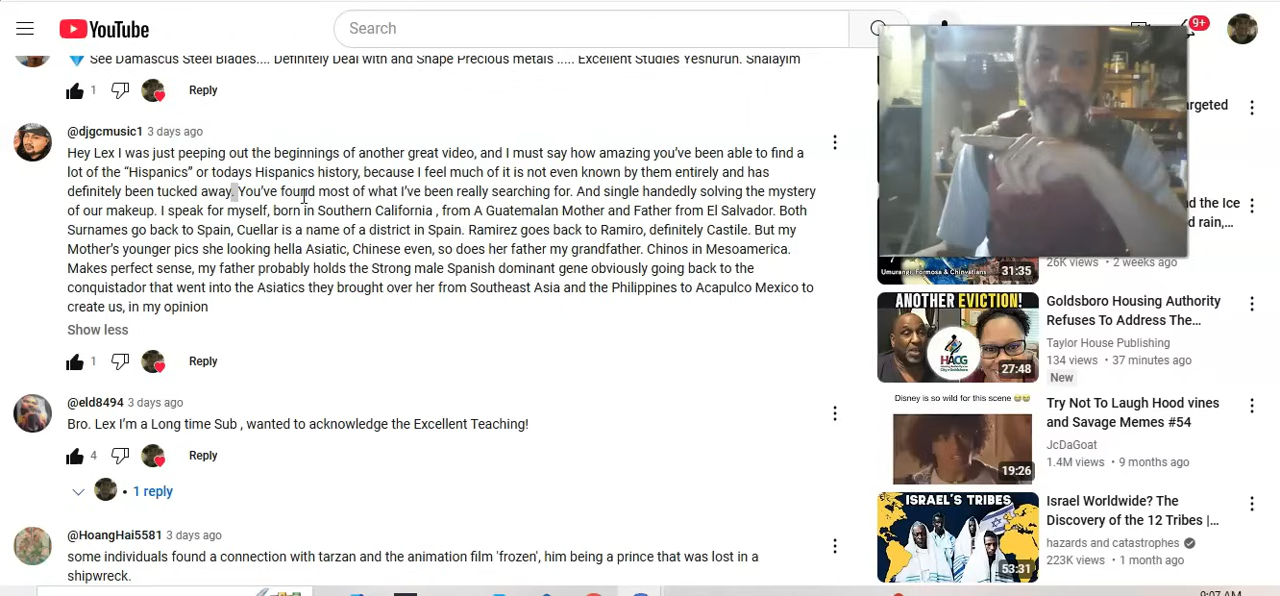 YouTube
Search
9+
See Damascus Steel Blades.... Definitely Deal with and Shape Precious metals ..... Excellent Studies Yeshurun. Shalayim
1
Reply
@djgcmusic1 3 days ago
Hey Lex I was just peeping out the beginnings of another great video, and I must say how amazing you've been able to find a
lot of the “Hispanics” or todays Hispanics history, because I feel much of it is not even known by them entirely and has
definitely been tucked away. You've found most of what I've been really searching for. And single handedly solving the mystery
of our makeup. I speak for myself, born in Southern California , from A Guatemalan Mother and Father from El Salvador. Both
Surnames go back to Spain, Cuellar is a name of a district in Spain. Ramirez goes back to Ramiro, definitely Castile. But my
Mother's younger pics she looking hella Asiatic, Chinese even, so does her father my grandfather. Chinos in Mesoamerica.
Makes perfect sense, my father probably holds the Strong male Spanish dominant gene obviously going back to the
conquistador that went into the Asiatics they brought over her from Southeast Asia and the Philippines to Acapulco Mexico to
create us, in my opinion
Show less
1
Reply
@eld8494 3 days ago
Bro. Lex I'm a Long time Sub , wanted to acknowledge the Excellent Teaching!
4
Reply
• 1 reply
@HoangHai5581 3 days ago
some individuals found a connection with tarzan and the animation film 'frozen', him being a prince that was lost in a
shipwreck.
argeted
d the Ice
d rain,...
Umurangi, Formosa & Chinvatians
31:35
26K views • 2 weeks ago
ANOTHER EVICTION!
HACG
27:48
Goldsboro Housing Authority
Refuses To Address The...
Taylor House Publishing
134 views • 37 minutes ago
New
Disney is so wild for this scene 😂😂
19:26
Try Not To Laugh Hood vines
and Savage Memes #54
JcDaGoat
1.4M views • 9 months ago
ISRAEL'S TRIBES
53:31
Israel Worldwide? The
Discovery of the 12 Tribes |...
hazards and catastrophes
223K views • 1 month ago
9:07 AM